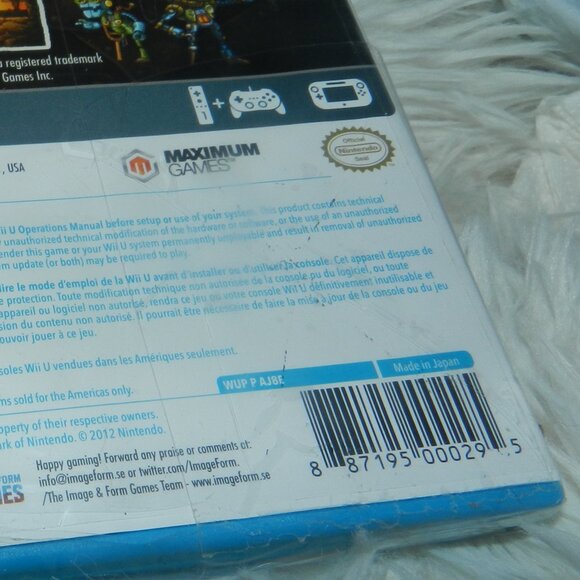 a registered trademark
Games Inc.
1 +
, USA
MAXIMUM
GAMES™
Official
Nintendo
Seal
ii U Operations Manual before setup or use of your system. this product contains technical
unauthorized technical modification of the hardware or software, or the use of an unauthorized
ender this game or your Wii U system permanently unplayable and result in removal of unauthorized
m update (or both) may be required to play.
lire le mode d'emploi de la Wii U avant d'installer ou d'utiliser la console. Cet appareil dispose de
e protection. Toute modification technique non autorisée de la console ou du logiciel, ou toute
appareil ou logiciel non autorisé, rendra ce jeu ou votre console Wii U définitivement inutilisable et
sion du contenu non autorisé. Il pourrait être nécessaire de faire la mise à jour de la console ou du jeu
ouvoir jouer à ce jeu.
soles Wii U vendues dans les Amériques seulement.
ms sold for the Americas only.
WUP P AJ8E
Made in Japan
operty of their respective owners.
ark of Nintendo. © 2012 Nintendo.
FORM
MES
Happy gaming! Forward any praise or comments at:
info@imageform.se or twitter.com/ImageForm.
/The Image & Form Games Team - www.imageform.se
8 87195 00029 5